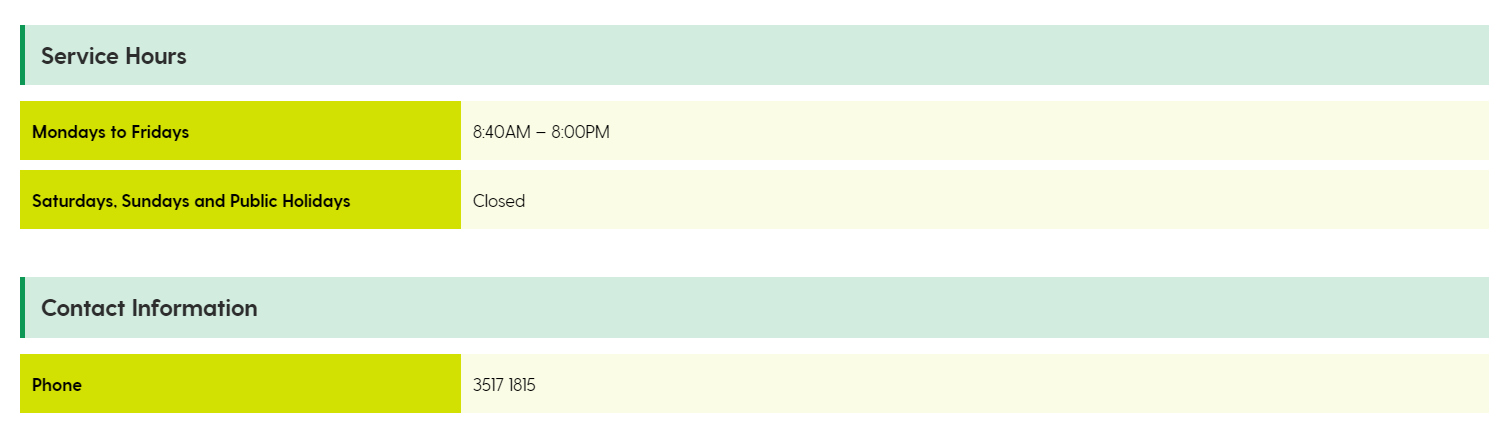 Service Hours
Mondays to Fridays 8:40AM – 8:00PM
Saturdays, Sundays and Public Holidays Closed
Contact Information
Phone 3517 1815